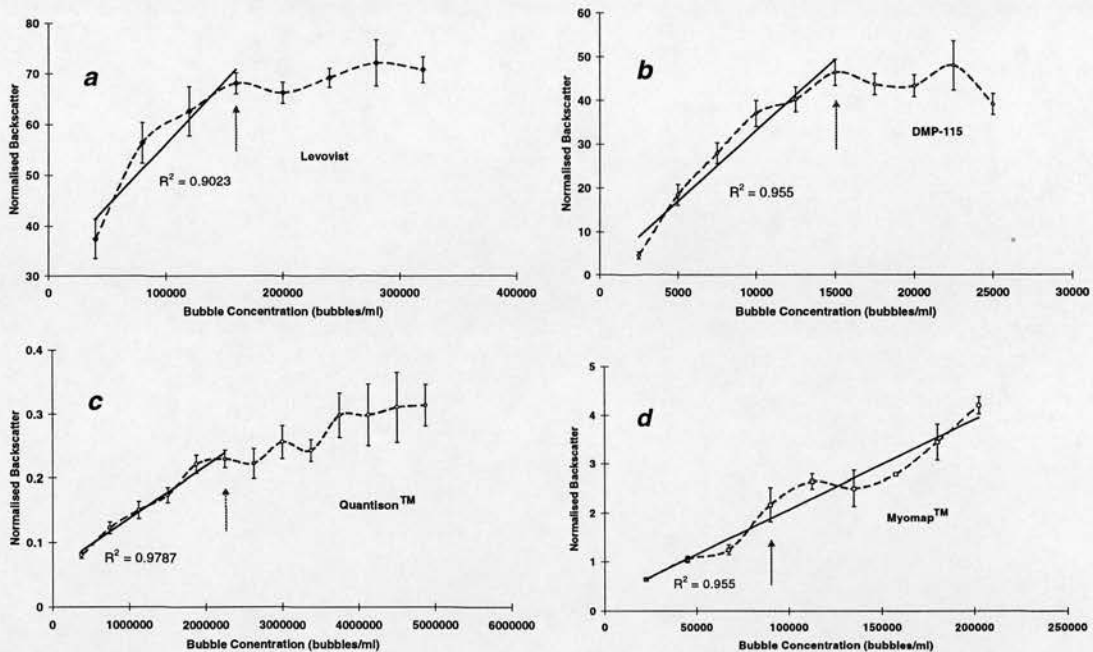 a
Normalised Backscatter
80
70
60
50
40
30
Levovist
R² = 0.9023
0
100000
200000
300000
400000
Bubble Concentration (bubbles/ml)
b
Normalised Backscatter
60
50
40
30
20
10
0
DMP-115
R² = 0.955
0
5000
10000
15000
20000
25000
30000
Bubble Concentration (bubbles/ml)
c
Normalised Backscatter
0.4
0.3
0.2
0.1
0
Quantison™
R² = 0.9787
0
1000000
2000000
3000000
4000000
5000000
6000000
Bubble Concentration (bubbles/ml)
d
Normalised Backscatter
5
4
3
2
1
0
Myomap™
R² = 0.955
0
50000
100000
150000
200000
250000
Bubble Concentration (bubbles/ml)